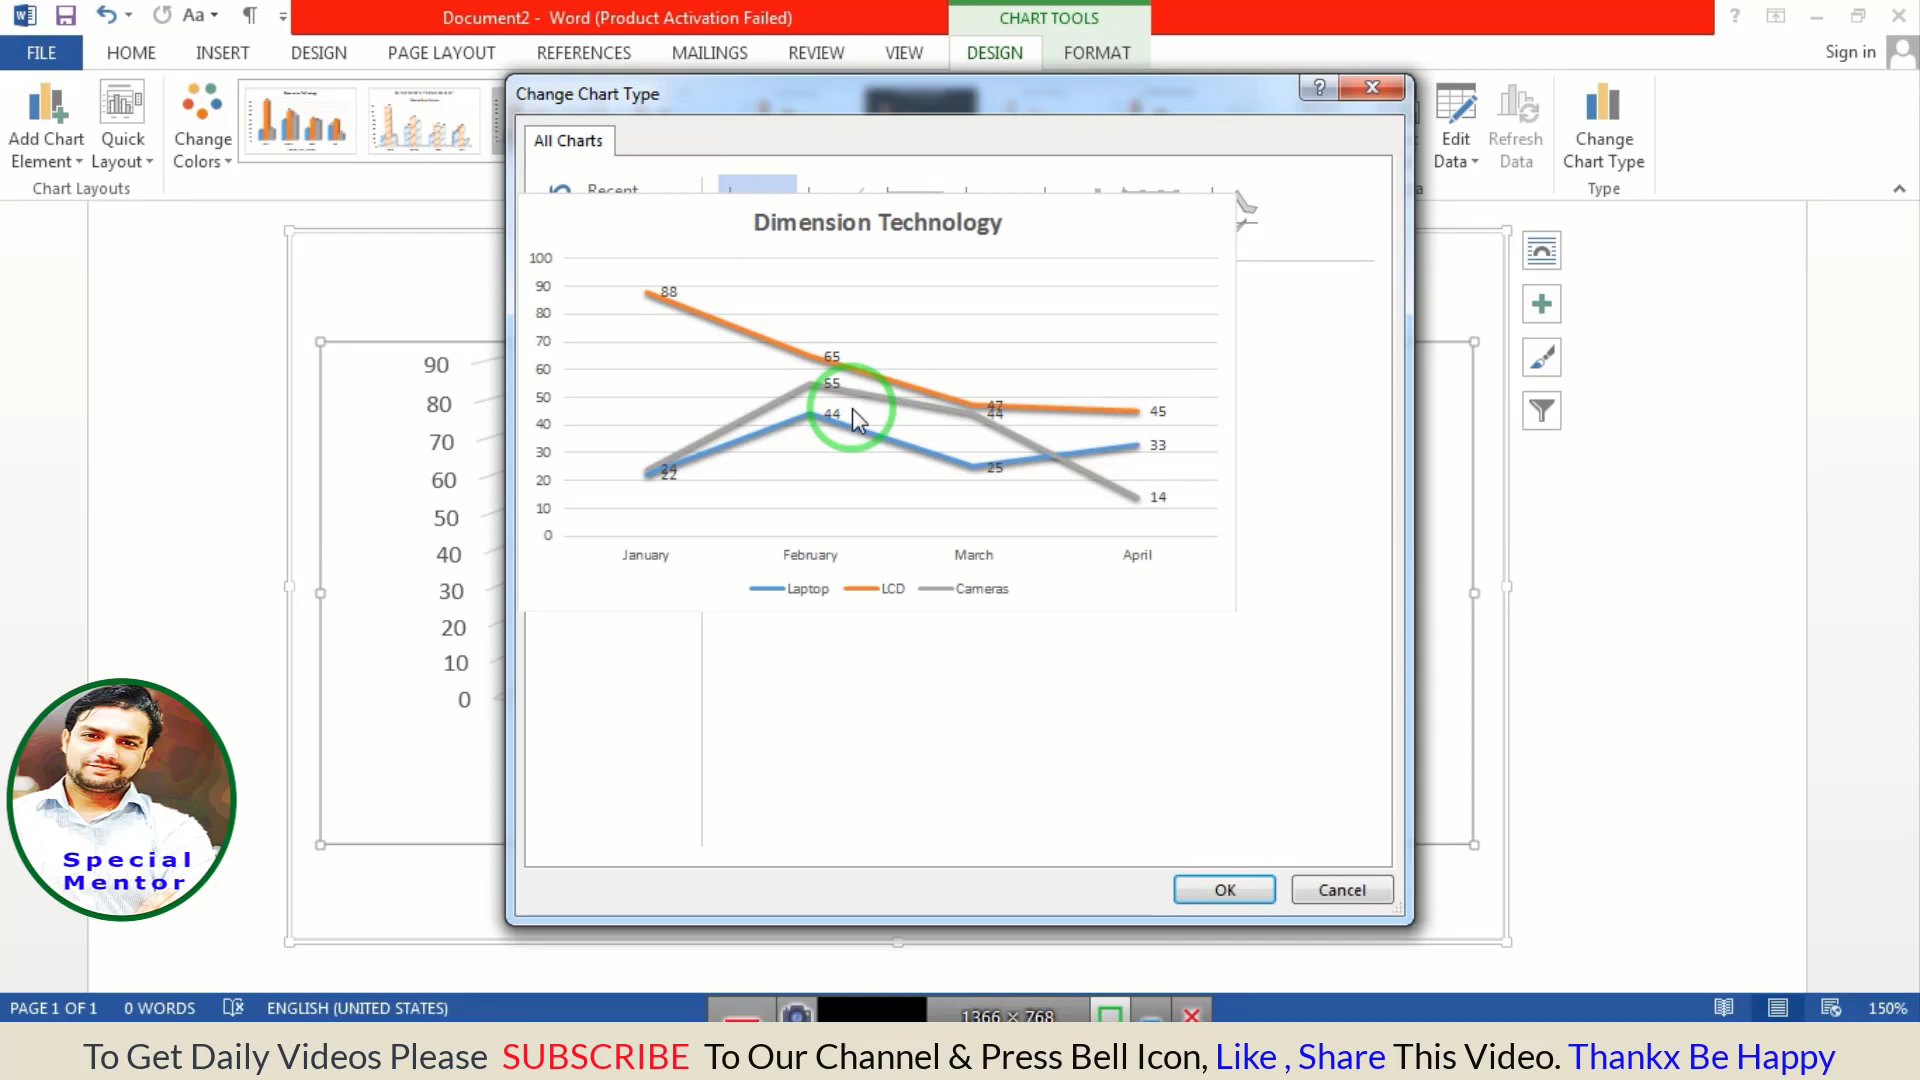 Aa
Document2 - Word (Product Activation Failed)
CHART TOOLS
?
FILE
HOME
INSERT
DESIGN
PAGE LAYOUT
REFERENCES
MAILINGS
REVIEW
VIEW
DESIGN
FORMAT
Sign in
Add Chart
Element
Quick
Layout
Change
Colors
Edit
Data
Refresh
Data
Change
Chart Type
Chart Layouts
Type
Change Chart Type
?
All Charts
Recent
Dimension Technology
100
90
80
70
60
50
40
30
20
10
0
88
65
47
45
55
44
14
24
22
44
25
33
January
February
March
April
Laptop
LCD
Cameras
90
80
70
60
50
40
30
20
10
0
OK
Cancel
Special
Mentor
PAGE 1 OF 1
0 WORDS
ENGLISH (UNITED STATES)
1366 × 768
150%
To Get Daily Videos Please SUBSCRIBE To Our Channel & Press Bell Icon, Like , Share This Video. Thankx Be Happy